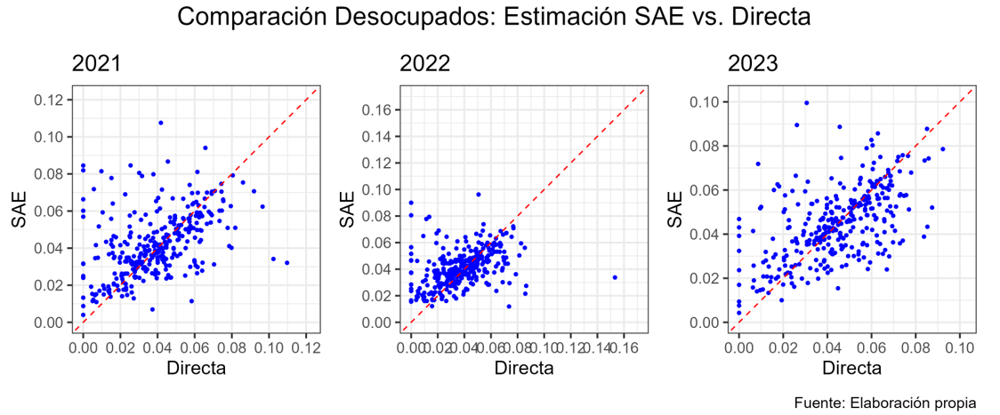 Comparación Desocupados: Estimación SAE vs. Directa
2021
2022
2023
SAE
0.12
0.10
0.08
0.06
0.04
0.02
0.00
0.00 0.02 0.04 0.06 0.08 0.10 0.12
Directa
SAE
0.16
0.14
0.12
0.10
0.08
0.06
0.04
0.02
0.00
0.00 0.02 0.04 0.06 0.08 0.10 0.12 0.14 0.16
Directa
SAE
0.10
0.08
0.06
0.04
0.02
0.00
0.00 0.02 0.04 0.06 0.08 0.10
Directa
Fuente: Elaboración propia